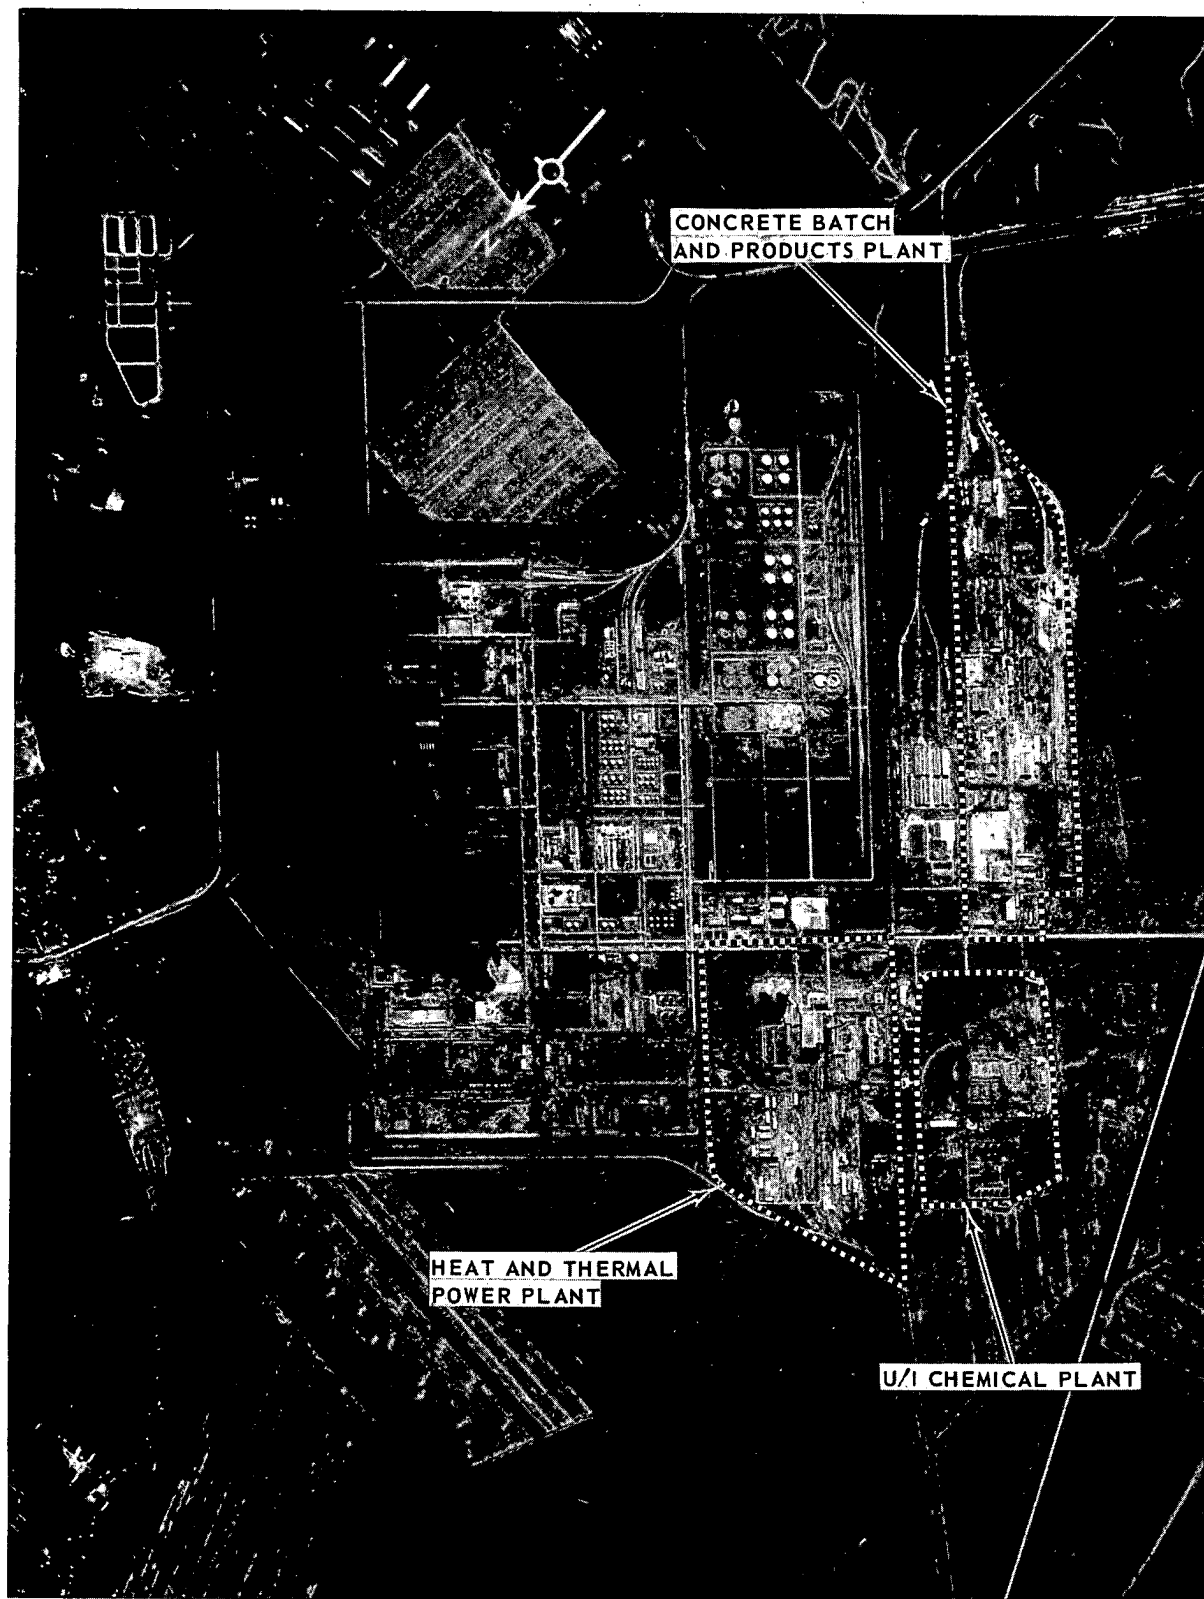 CONCRETE BATCH
AND PRODUCTS PLANT
HEAT AND THERMAL
POWER PLANT
U/I CHEMICAL PLANT